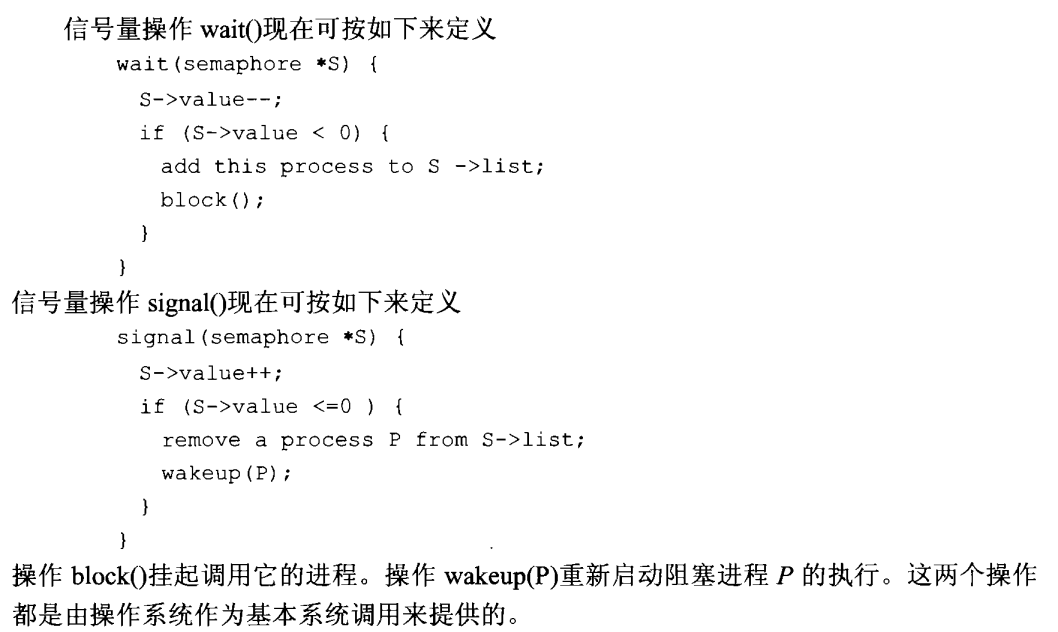 信号量操作 wait()现在可按如下来定义
wait(semaphore *S) {
S->value--;
if (S->value < 0) {
add this process to S ->list;
block();
}
}
信号量操作 signal()现在可按如下来定义
signal(semaphore *S) {
S->value++;
if (S->value <=0 ) {
remove a process P from S->list;
wakeup(P);
}
}
操作 block()挂起调用它的进程。操作 wakeup(P)重新启动阻塞进程 P 的执行。这两个操作
都是由操作系统作为基本系统调用来提供的。